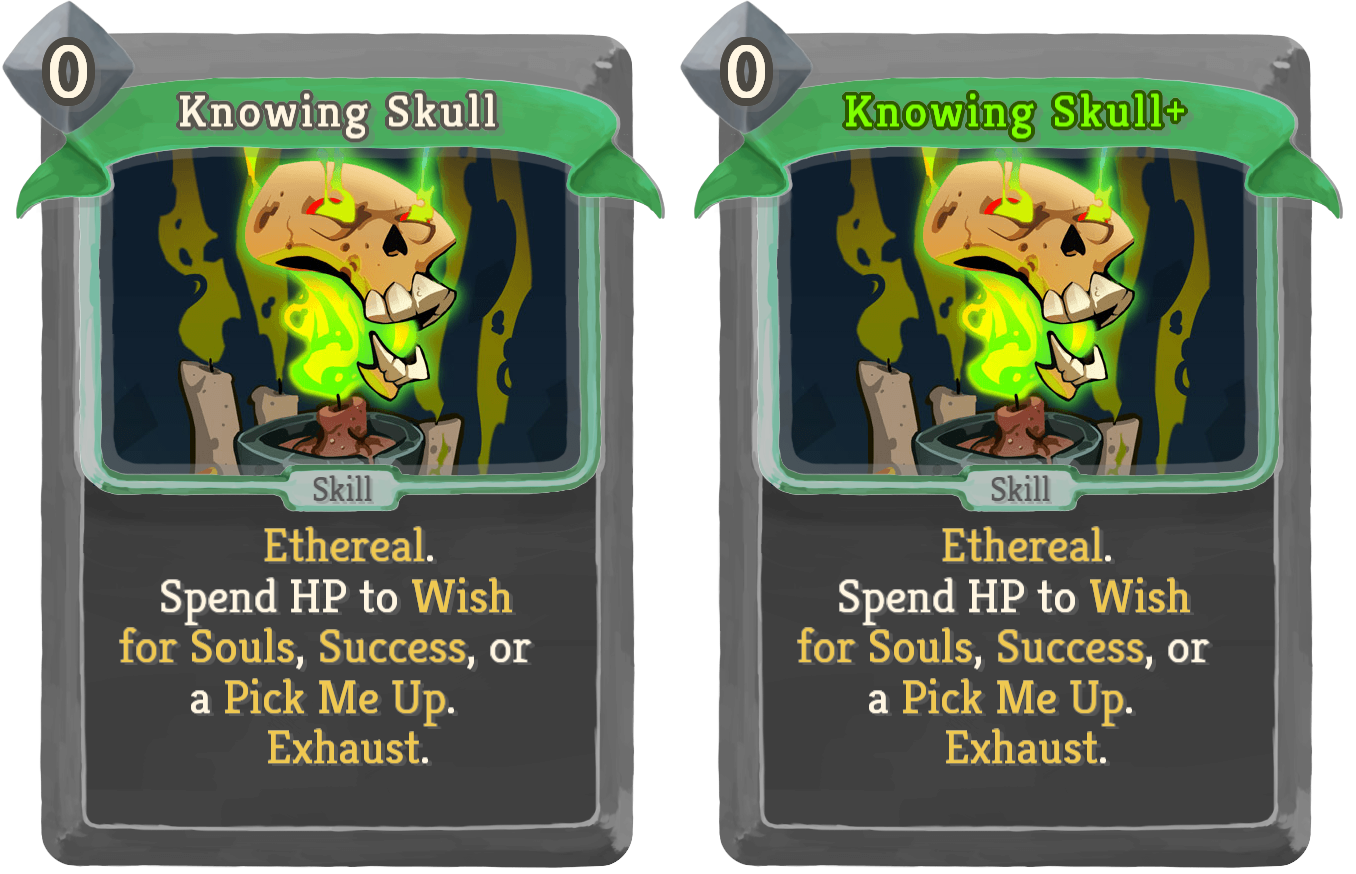 0
Knowing Skull
Skill
Ethereal.
Spend HP to Wish
for Souls, Success, or
a Pick Me Up.
Exhaust.
0
Knowing Skull+
Skill
Ethereal.
Spend HP to Wish
for Souls, Success, or
a Pick Me Up.
Exhaust.